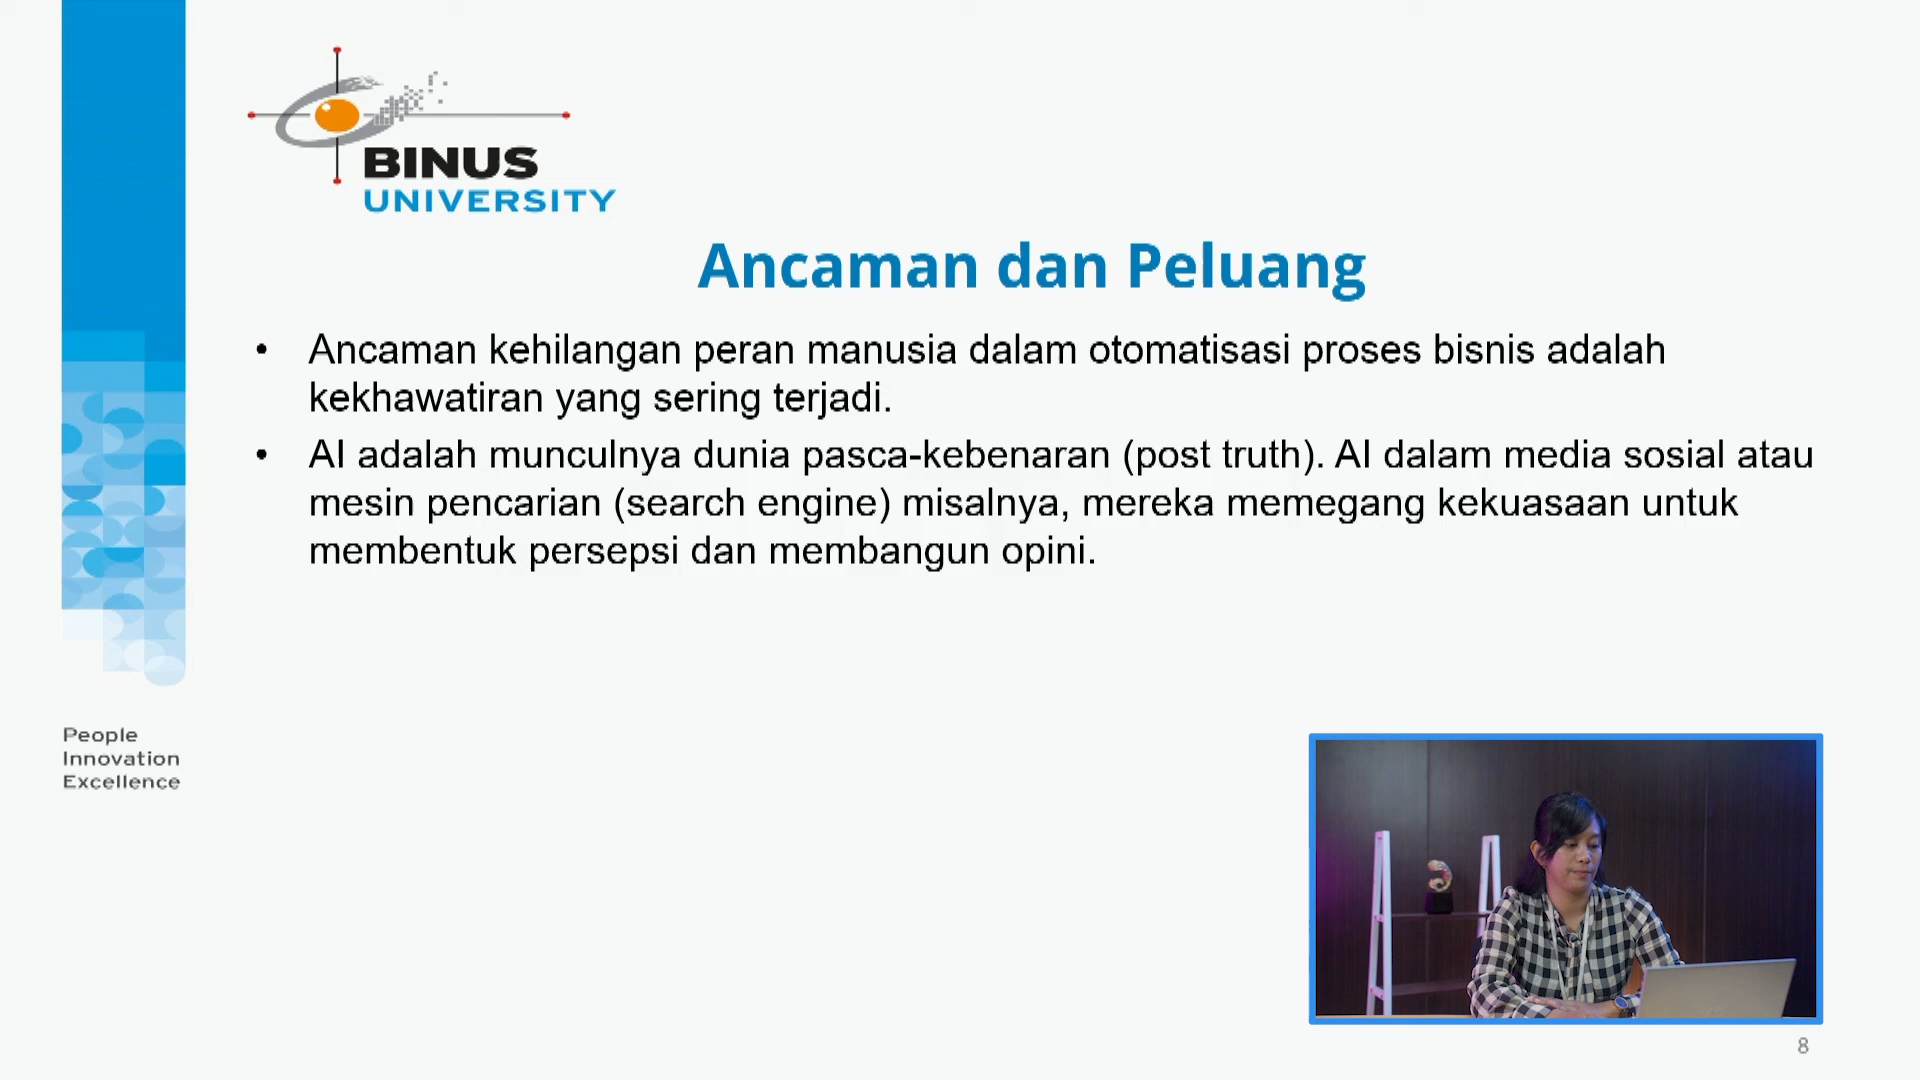 BINUS
UNIVERSITY
Ancaman dan Peluang
• Ancaman kehilangan peran manusia dalam otomatisasi proses bisnis adalah
kekhawatiran yang sering terjadi.
• AI adalah munculnya dunia pasca-kebenaran (post truth). AI dalam media sosial atau
mesin pencarian (search engine) misalnya, mereka memegang kekuasaan untuk
membentuk persepsi dan membangun opini.
People
Innovation
Excellence
8